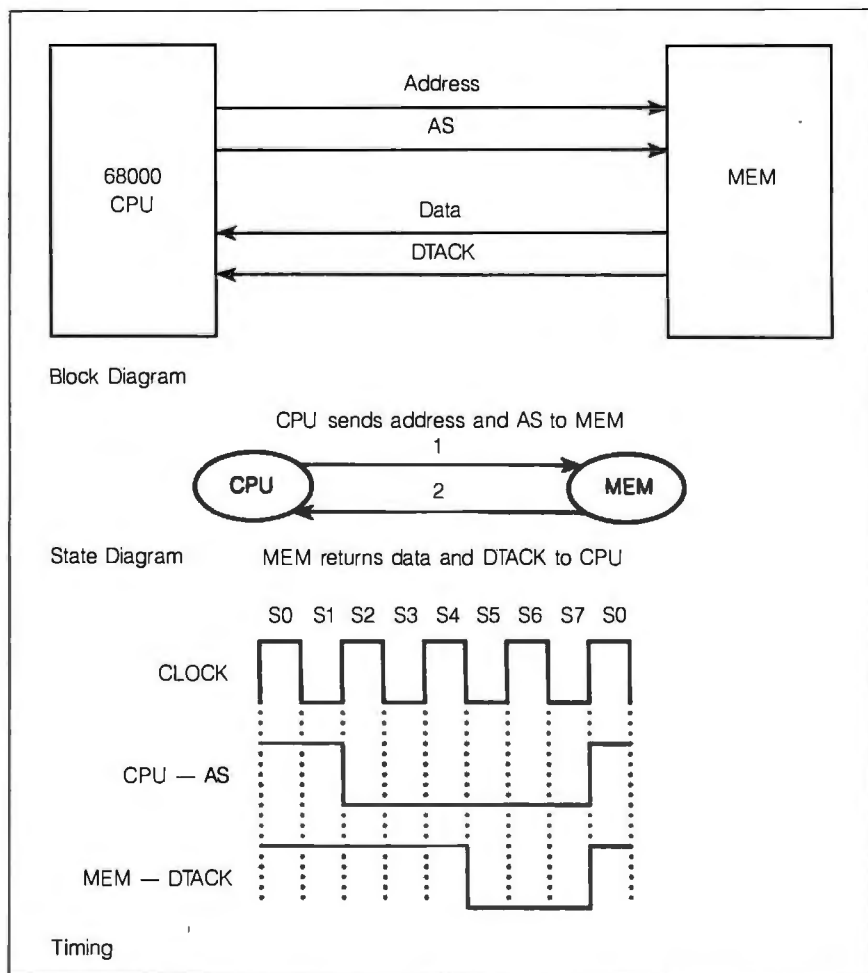 Address
AS
68000
CPU
MEM
Data
DTACK
Block Diagram
CPU sends address and AS to MEM
1
CPU
2
MEM
State Diagram MEM returns data and DTACK to CPU
S0 S1 S2 S3 S4 S5 S6 S7 S0
CLOCK
CPU — AS
MEM — DTACK
Timing